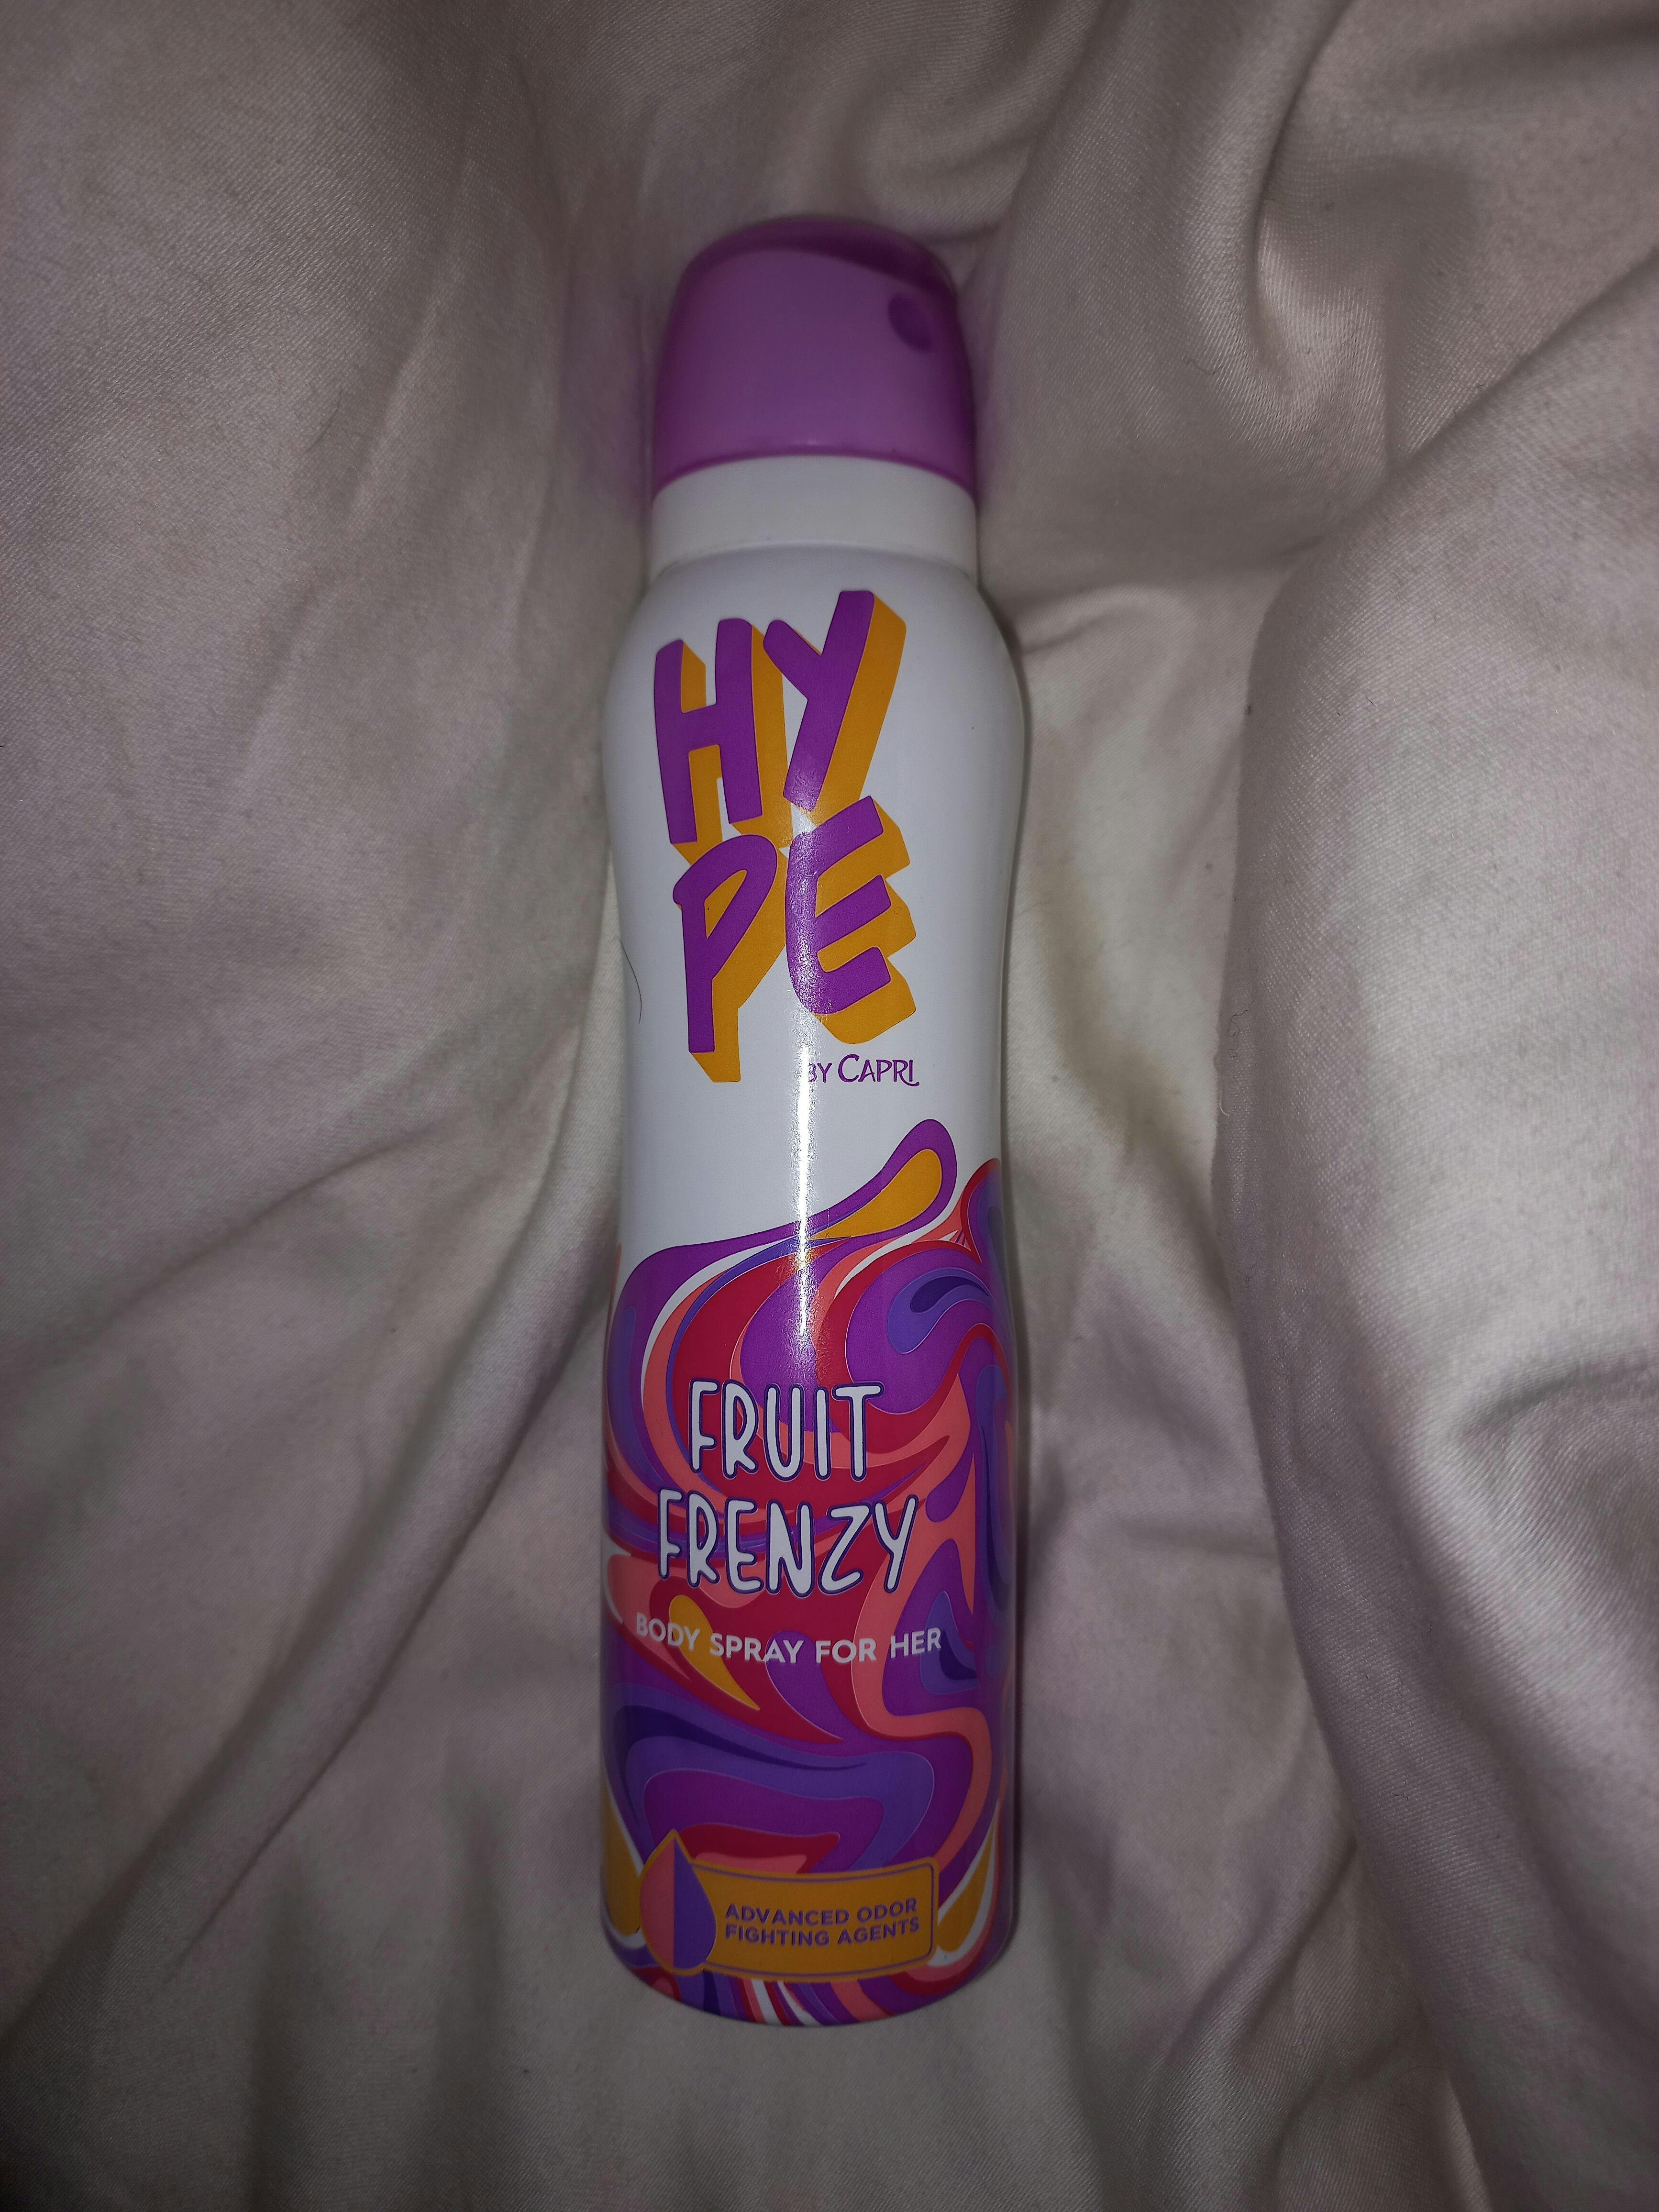 HY
PE
BY CAPRI
FRUIT
FRENZY
BODY SPRAY FOR HER
ADVANCED ODOR
FIGHTING AGENTS